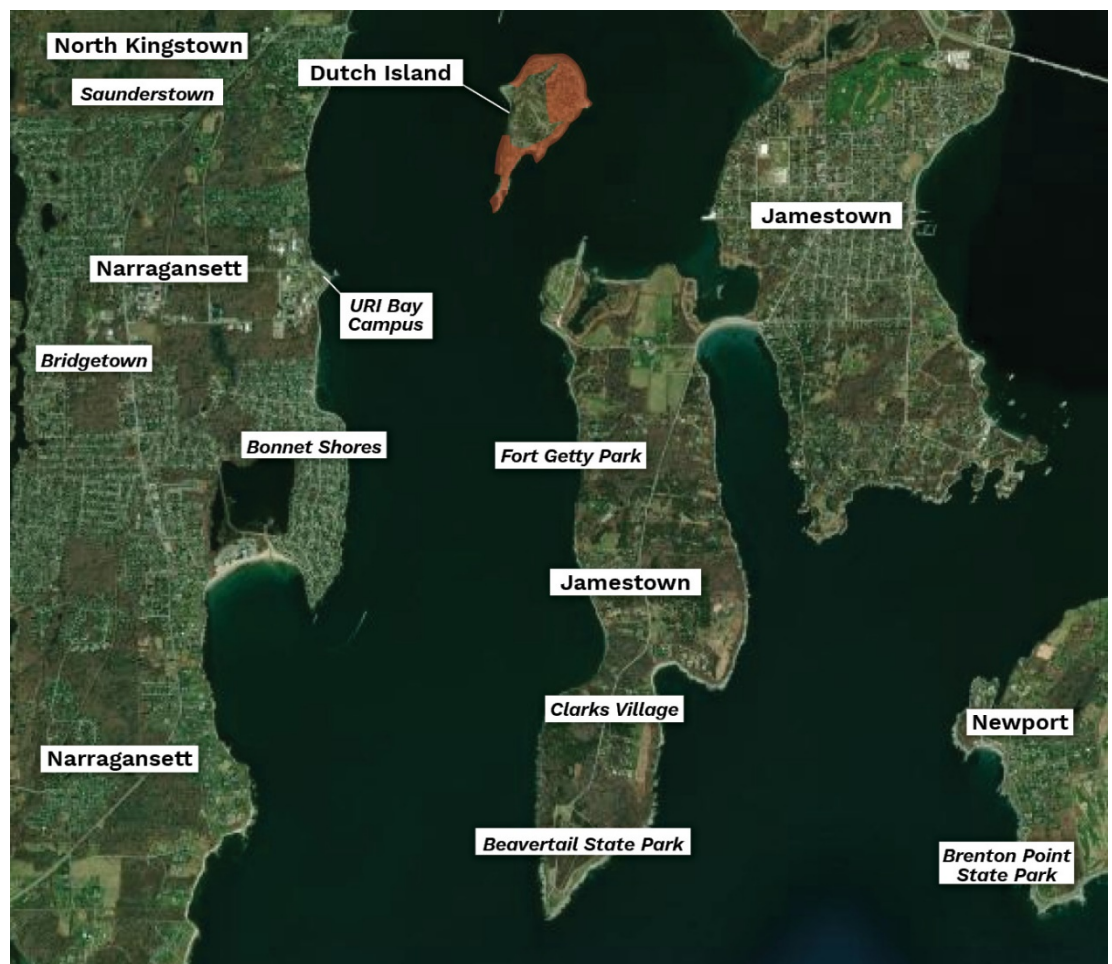 North Kingstown
Dutch Island
Saunderstown
Jamestown
Narragansett
URI Bay
Campus
Bridgetown
Bonnet Shores
Fort Getty Park
Jamestown
Clarks Village
Newport
Narragansett
Beavertail State Park
Brenton Point
State Park